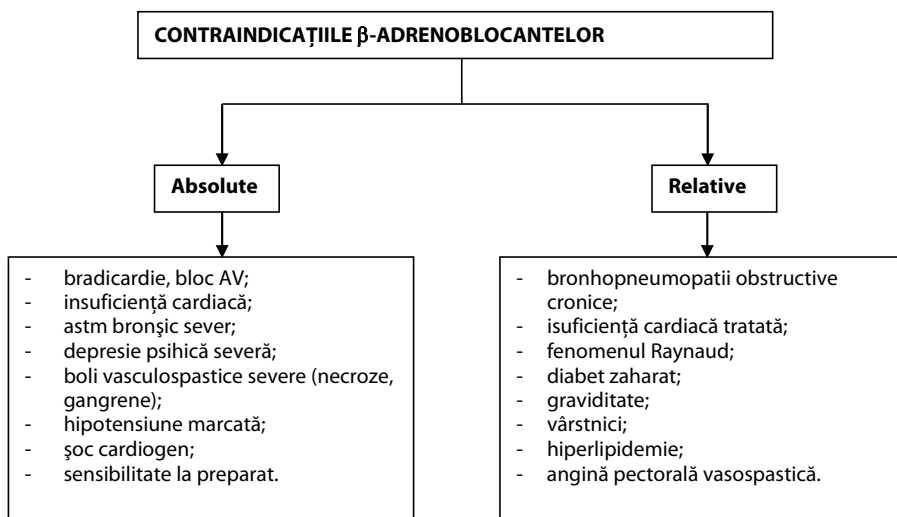 CONTRAINDICAȚIILE β-ADRENOBLOCANTELOR
Absolute
- bradicardie, bloc AV;
- insuficiență cardiacă;
- astm bronşic sever;
- depresie psihică severă;
- boli vasculospastice severe (necroze,
gangrene);
- hipotensiune marcată;
- şoc cardiogen;
- sensibilitate la preparat.
Relative
- bronhopneumopatii obstructive
cronice;
- isuficiență cardiacă tratată;
- fenomenul Raynaud;
- diabet zaharat;
- graviditate;
- vârstnici;
- hiperlipidemie;
- angină pectorală vasospastică.